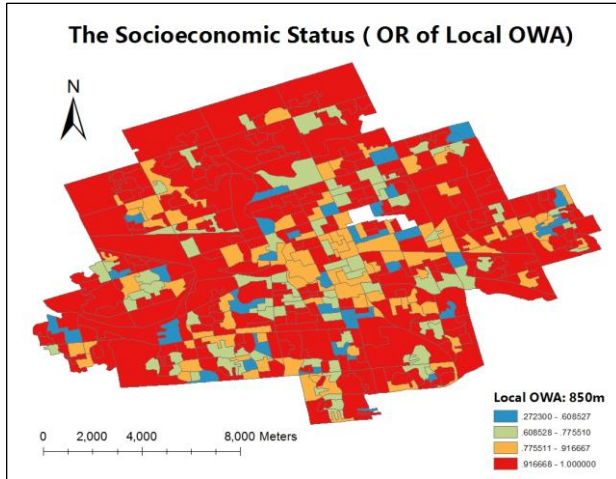 The Socioeconomic Status ( OR of Local OWA)
N
Local OWA: 850m
.272300 - .608527
.608528 - .775510
.775511 - .916667
.916668 - 1.000000
0 2,000 4,000 8,000 Meters